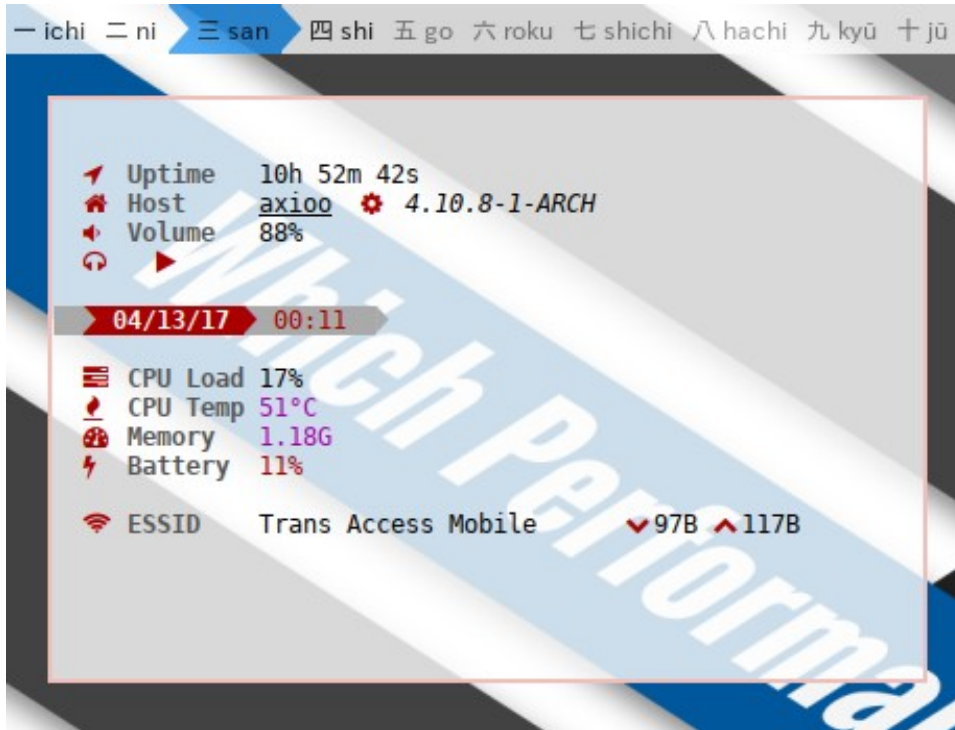 一 ichi 二 ni 三 san 四 shi 五 go 六 roku 七 shichi 八 hachi 九 kyū 十 jū
Uptime 10h 52m 42s
Host axioo 4.10.8-1-ARCH
Volume 88%
04/13/17 00:11
CPU Load 17%
CPU Temp 51°C
Memory 1.18G
Battery 11%
ESSID Trans Access Mobile 97B 117B
Which Performa